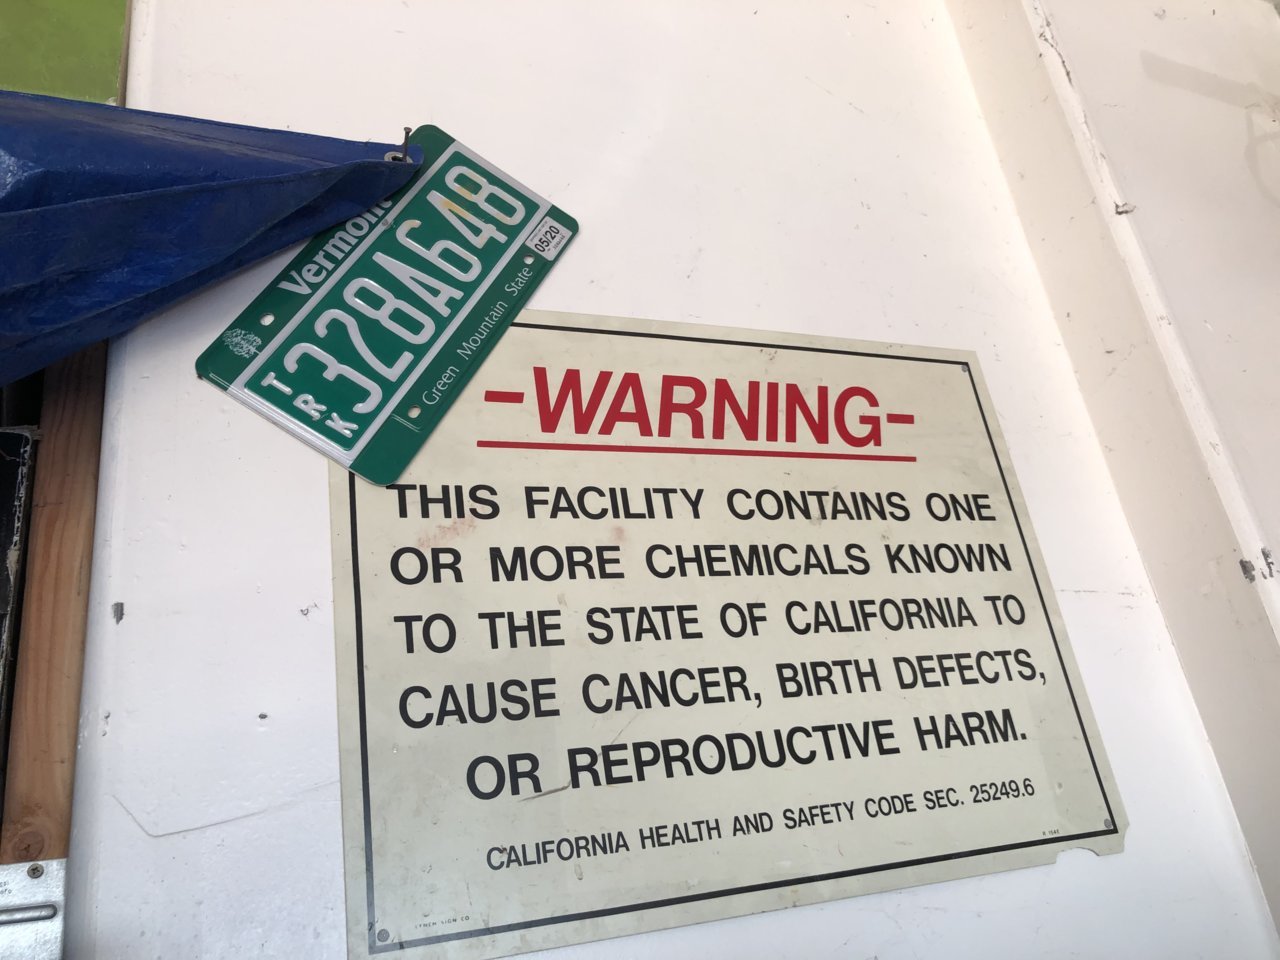 Vermont
05/20
TRK
328A648
Green Mountain State
-WARNING-
THIS FACILITY CONTAINS ONE
OR MORE CHEMICALS KNOWN
TO THE STATE OF CALIFORNIA TO
CAUSE CANCER, BIRTH DEFECTS,
OR REPRODUCTIVE HARM.
CALIFORNIA HEALTH AND SAFETY CODE SEC. 25249.6